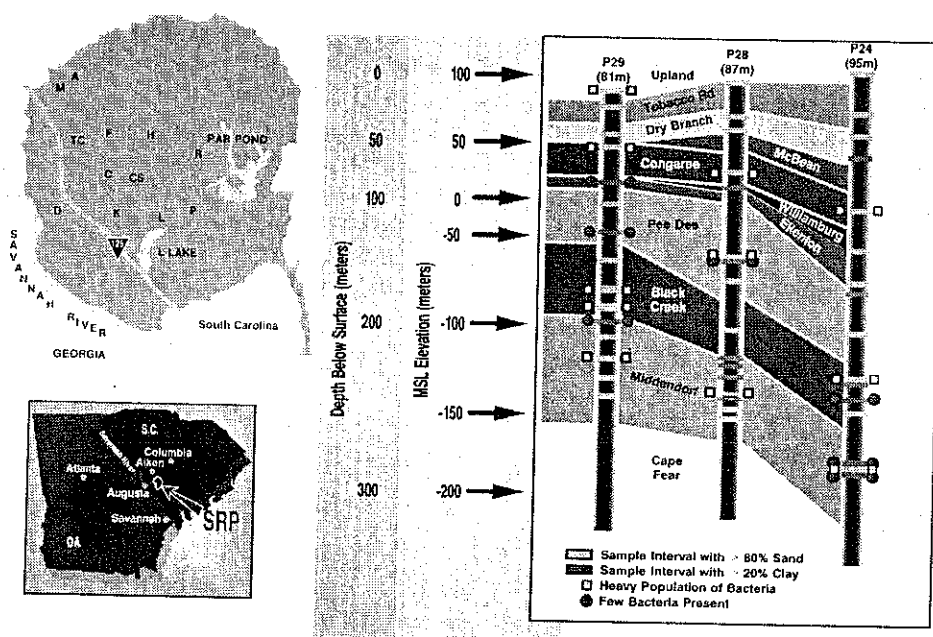 A
M
TC
F
H
R
PAR POND
C
CS
D
K
L
P
L-LAKE
SAVANNAH RIVER
South Carolina
GEORGIA
S.C.
Columbia
Aiken
Atlanta
Augusta
Savannah
SRP
GA
Depth Below Surface (meters)
0
50
100
200
300
MSL Elevation (meters)
100
50
0
-50
-100
-150
-200
P29
(81m)
P28
(87m)
P24
(95m)
Upland
Tobacco Rd
Dry Branch
McBean
Congaree
Williamburg
Ellenton
Pee Dee
Black
Creek
Middendorf
Cape
Fear
Sample Interval with > 80% Sand
Sample Interval with > 20% Clay
Heavy Population of Bacteria
Few Bacteria Present